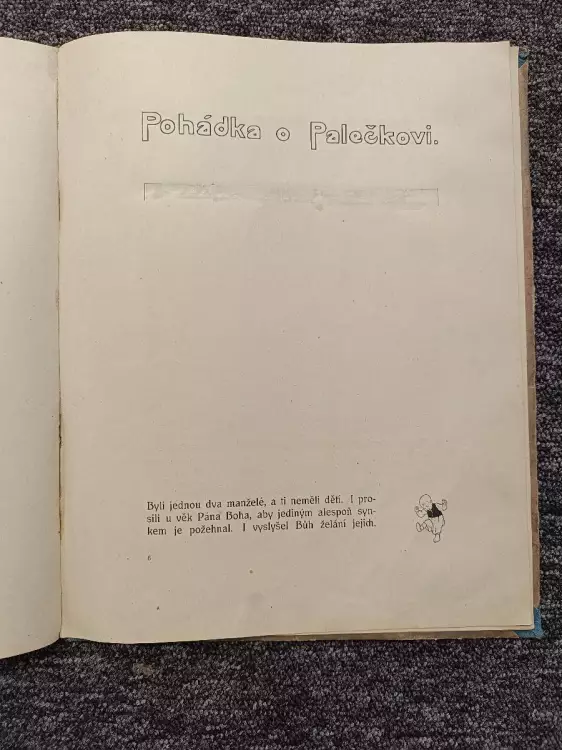 Pohádka o Palečkovi.
Byli jednou dva manželé, a ti neměli děti. I pro-
sili u věk Pána Boha, aby jediným alespoň syn-
kem je požehnal. I vyslyšel Bůh želání jejich.
6